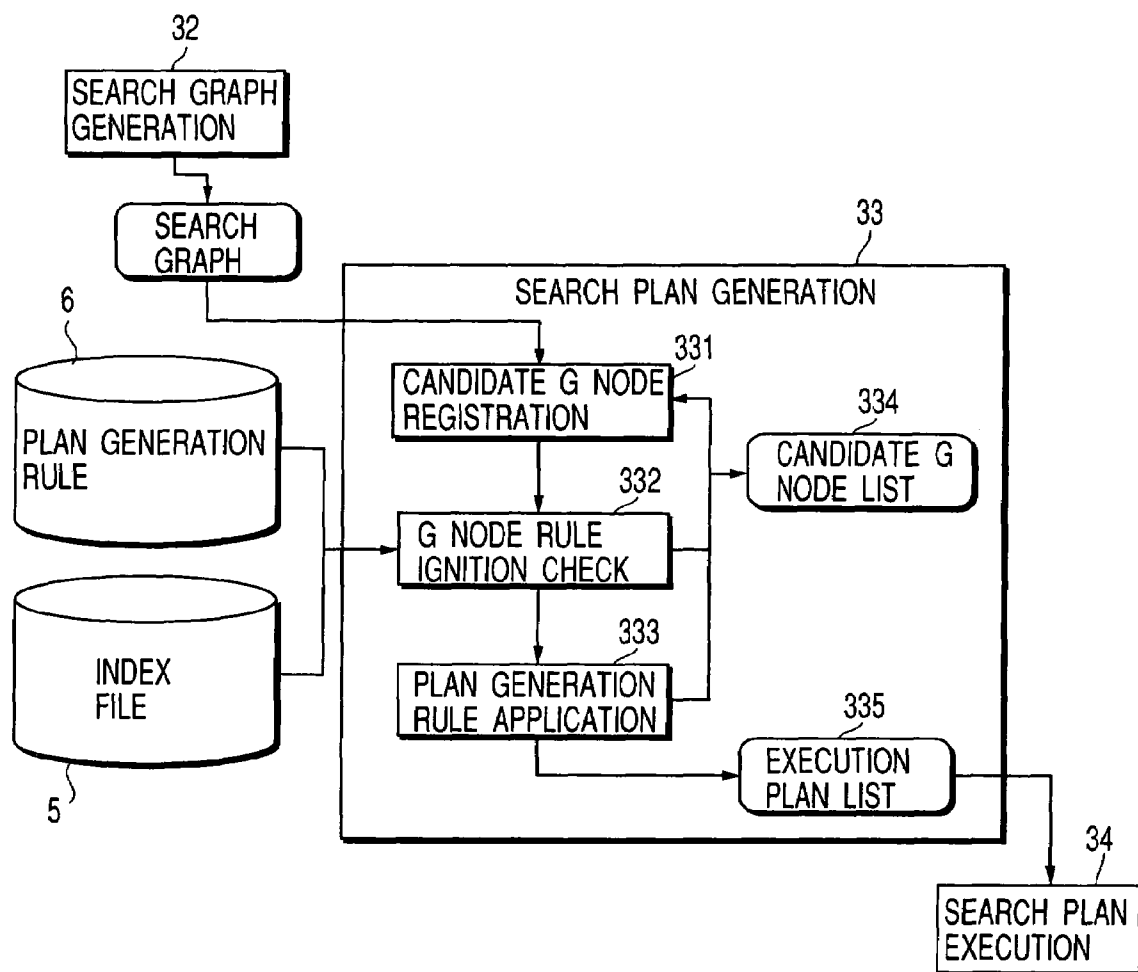 32
SEARCH GRAPH
GENERATION
SEARCH
GRAPH
33
SEARCH PLAN GENERATION
6
PLAN GENERATION
RULE
331
CANDIDATE G NODE
REGISTRATION
334
CANDIDATE G
NODE LIST
332
G NODE RULE
IGNITION CHECK
INDEX
FILE
5
333
PLAN GENERATION
RULE APPLICATION
335
EXECUTION
PLAN LIST
34
SEARCH PLAN
EXECUTION